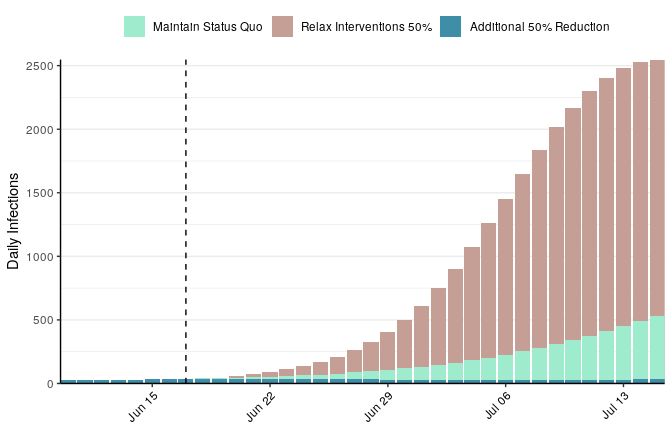 Maintain Status Quo Relax Interventions 50% Additional 50% Reduction
Daily Infections
2500
2000
1500
1000
500
0
Jun 15 Jun 22 Jun 29 Jul 06 Jul 13